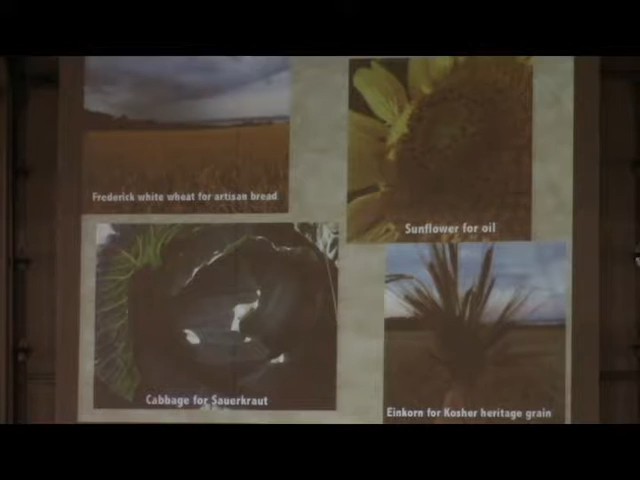 Frederick white wheat for artisan bread
Sunflower for oil
Cabbage for Sauerkraut
Einkorn for Kosher heritage grain